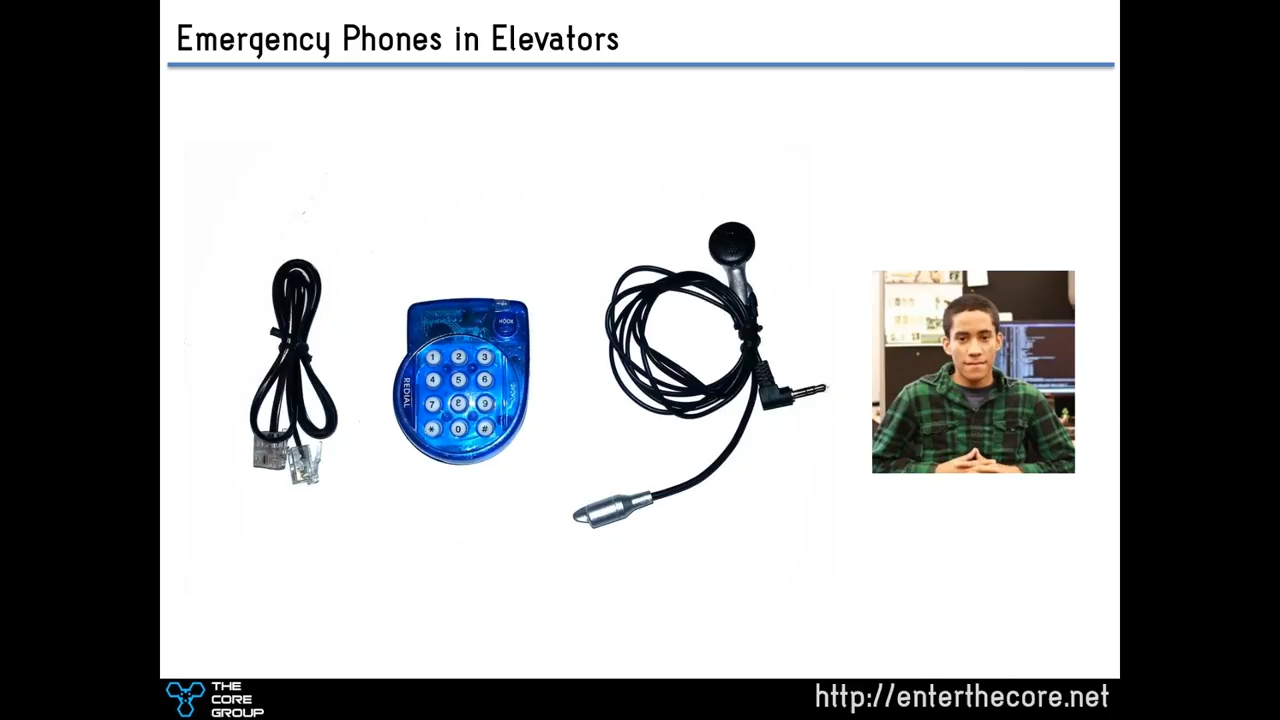 Emergency Phones in Elevators
HOOK
REDIAL
1 2 3
4 5 6
7 8 9
* 0 #
THE
CORE
GROUP
http://enterthecore.net